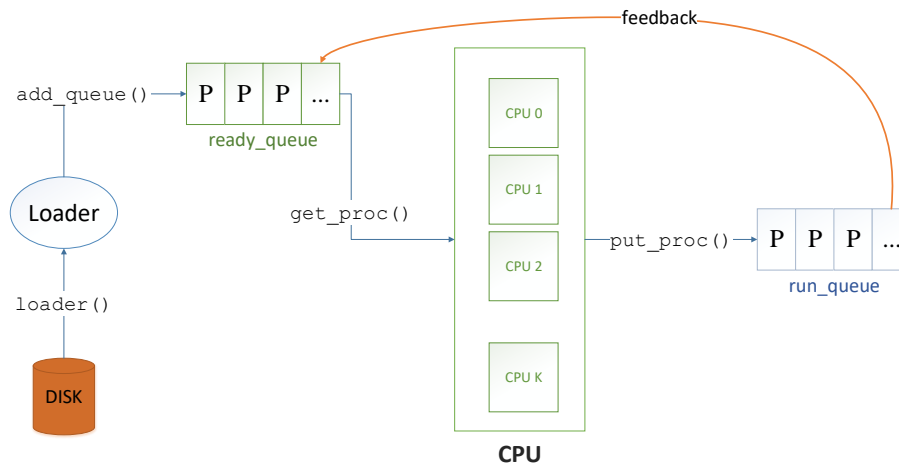 feedback
add_queue()
P P P ...
ready_queue
CPU 0
CPU 1
CPU 2
CPU K
CPU
Loader
get_proc()
put_proc()
P P P ...
run_queue
loader()
DISK